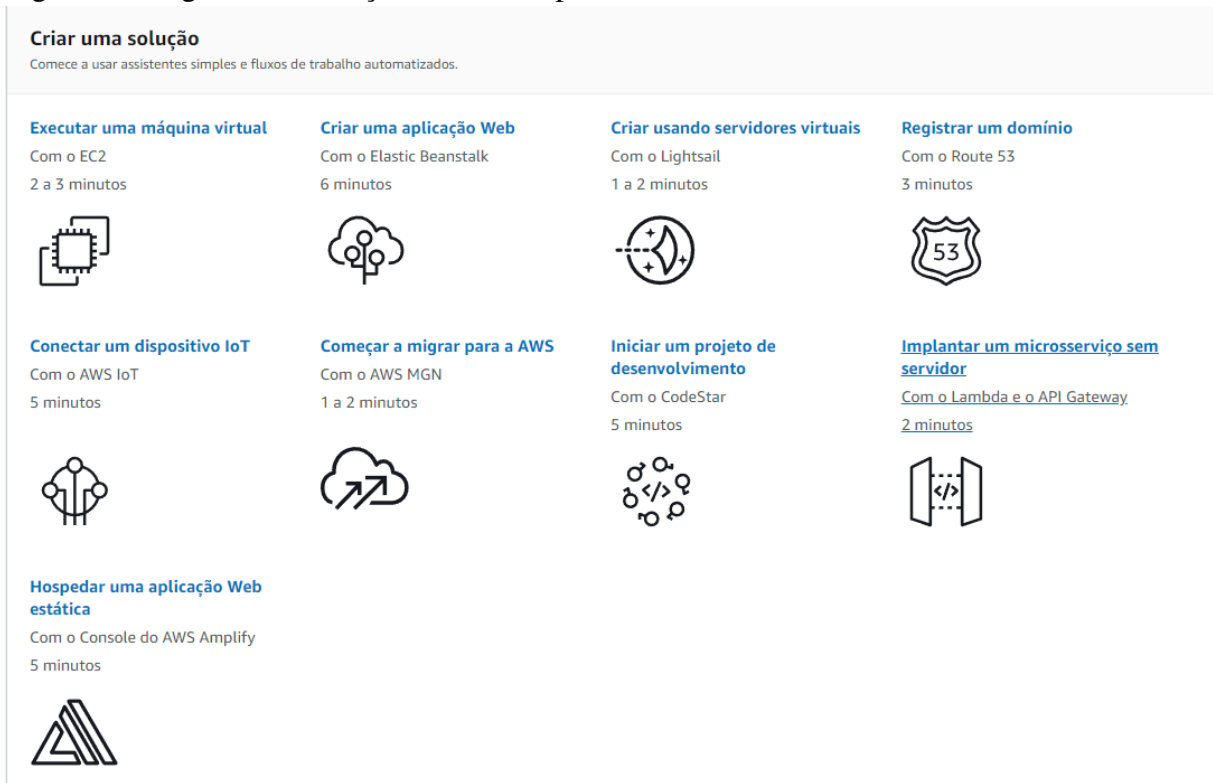 Criar uma solução
Comece a usar assistentes simples e fluxos de trabalho automatizados.
Executar uma máquina virtual
Com o EC2
2 a 3 minutos
Criar uma aplicação Web
Com o Elastic Beanstalk
6 minutos
Criar usando servidores virtuais
Com o Lightsail
1 a 2 minutos
Registrar um domínio
Com o Route 53
3 minutos
53
Conectar um dispositivo IoT
Com o AWS IoT
5 minutos
Começar a migrar para a AWS
Com o AWS MGN
1 a 2 minutos
Iniciar um projeto de
desenvolvimento
Com o CodeStar
5 minutos
</>
Implantar um microsserviço sem
servidor
Com o Lambda e o API Gateway
2 minutos
</>
Hospedar uma aplicação Web
estática
Com o Console do AWS Amplify
5 minutos